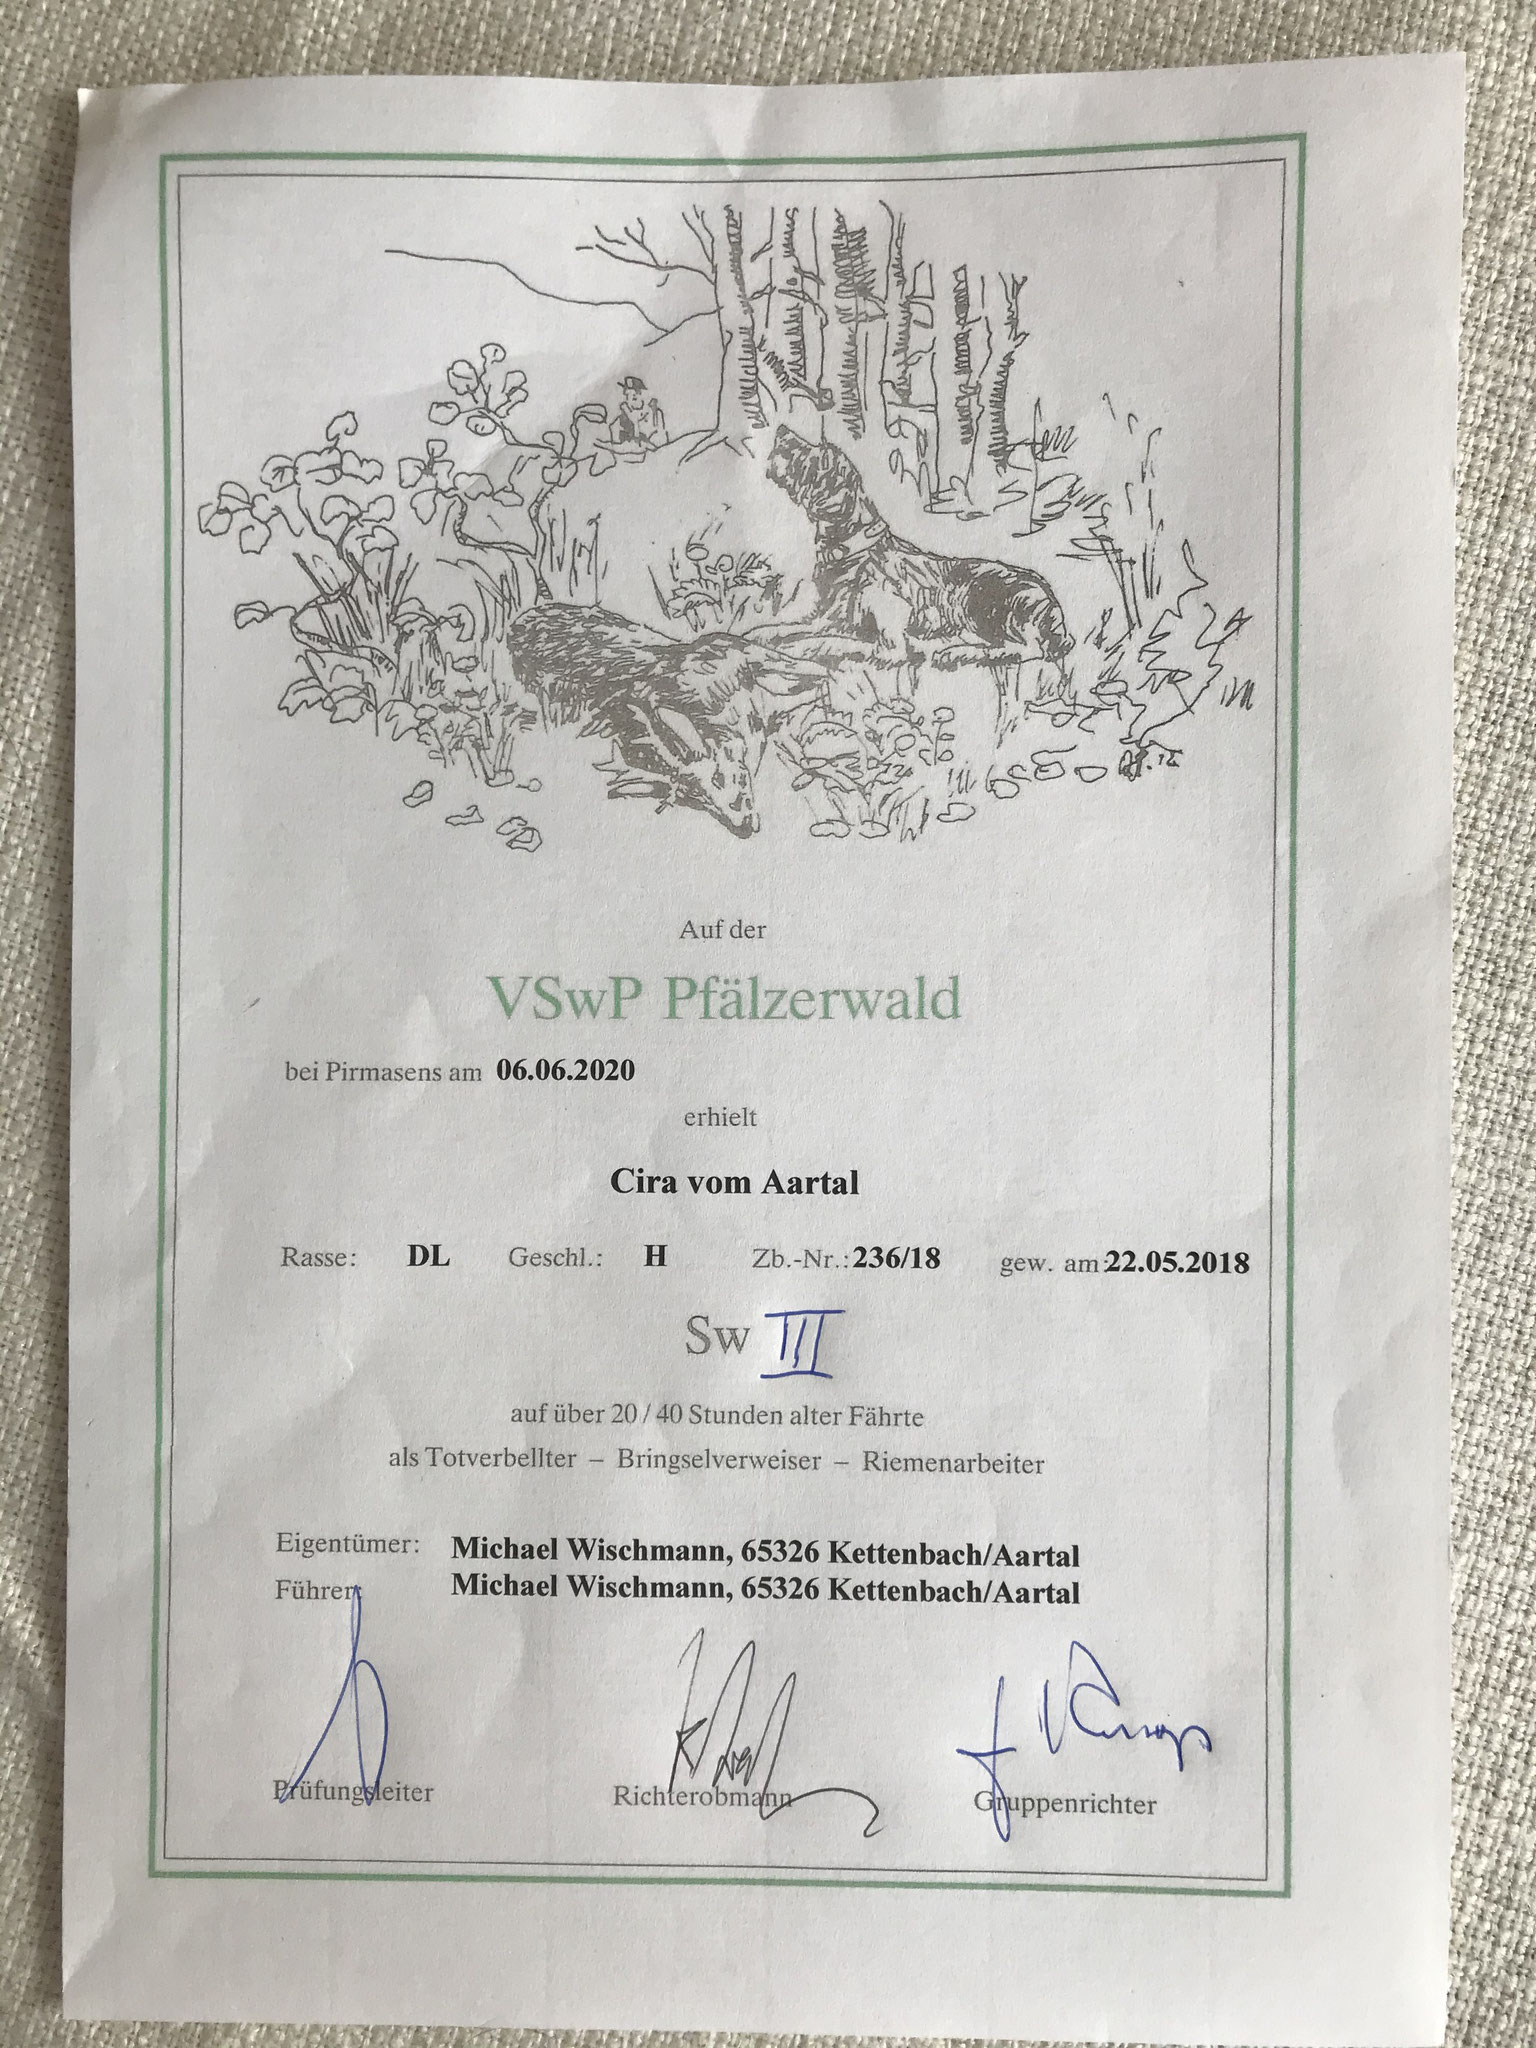 Auf der
VSwP Pfälzerwald
bei Pirmasens am 06.06.2020
erhielt
Cira vom Aartal
Rasse: DL Geschl.: H Zb.-Nr.: 236/18 gew. am: 22.05.2018
Sw III
auf über 20 / 40 Stunden alter Fährte
als Totverbellter – Bringselverweiser – Riemenarbeiter
Eigentümer: Michael Wischmann, 65326 Kettenbach/Aartal
Führer: Michael Wischmann, 65326 Kettenbach/Aartal
Prüfungsleiter Richterobmann Gruppenrichter